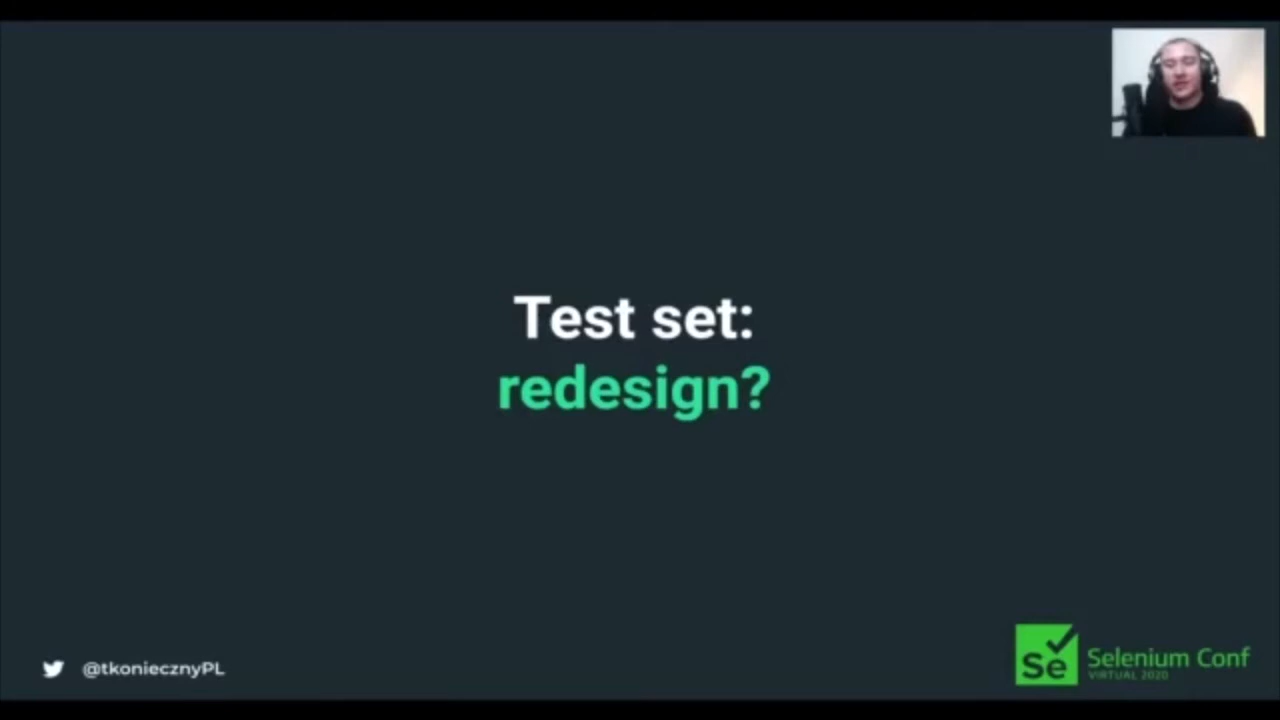 Test set:
redesign?
@tkoniecznyPL
Se
Selenium Conf
VIRTUAL 2020